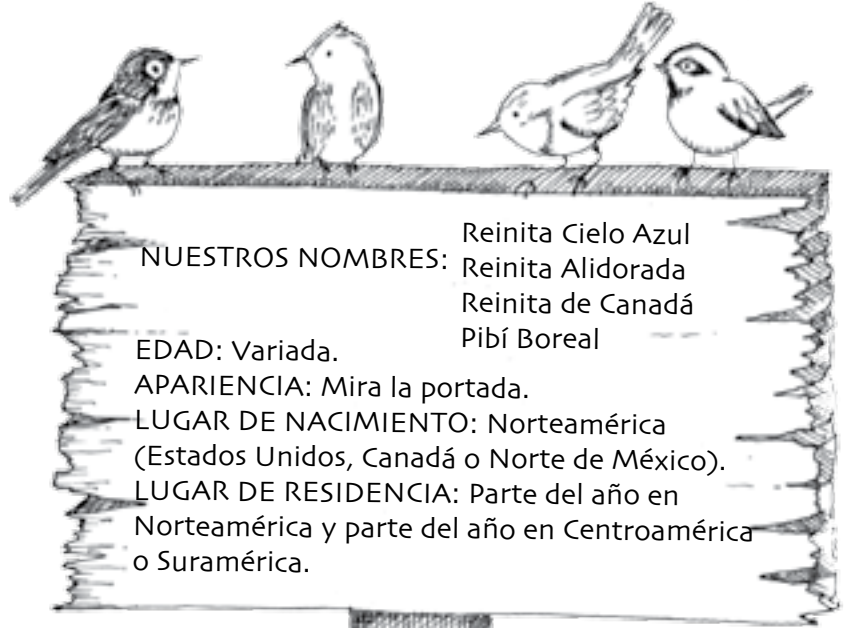 NUESTROS NOMBRES: Reinita Cielo Azul
Reinita Alidorada
Reinita de Canadá
Pibí Boreal
EDAD: Variada.
APARIENCIA: Mira la portada.
LUGAR DE NACIMIENTO: Norteamérica
(Estados Unidos, Canadá o Norte de México).
LUGAR DE RESIDENCIA: Parte del año en
Norteamérica y parte del año en Centroamérica
o Suramérica.